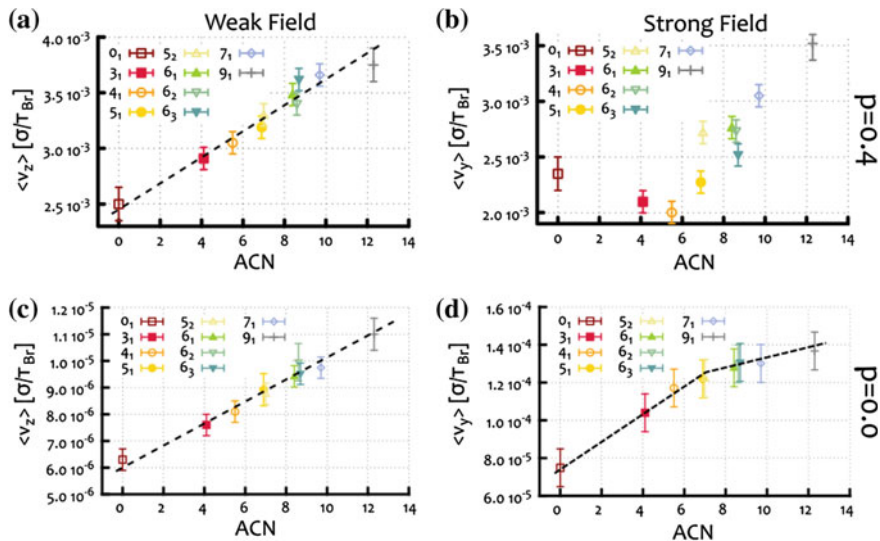 (a) Weak Field
<v_z> [σ/τ_Br]
4.0 10⁻³
3.5 10⁻³
3.0 10⁻³
2.5 10⁻³
0₁ 5₂ 7₁
3₁ 6₁ 9₁
4₁ 6₂
5₁ 6₃
0 2 4 6 8 10 12 14
ACN
(b) Strong Field
<v_y> [σ/τ_Br]
3.5 10⁻³
3.0 10⁻³
2.5 10⁻³
2.0 10⁻³
0₁ 5₂ 7₁
3₁ 6₁ 9₁
4₁ 6₂
5₁ 6₃
0 2 4 6 8 10 12 14
ACN
p=0.4
(c)
<v_z> [σ/τ_Br]
1.2 10⁻⁵
1.1 10⁻⁵
1.0 10⁻⁵
9.0 10⁻⁶
8.0 10⁻⁶
7.0 10⁻⁶
6.0 10⁻⁶
5.0 10⁻⁶
0₁ 5₂ 7₁
3₁ 6₁ 9₁
4₁ 6₂
5₁ 6₃
0 2 4 6 8 10 12 14
ACN
(d)
<v_y> [σ/τ_Br]
1.6 10⁻⁴
1.4 10⁻⁴
1.2 10⁻⁴
1.0 10⁻⁴
8.0 10⁻⁵
6.0 10⁻⁵
0₁ 5₂ 7₁
3₁ 6₁ 9₁
4₁ 6₂
5₁ 6₃
0 2 4 6 8 10 12 14
ACN
p=0.0